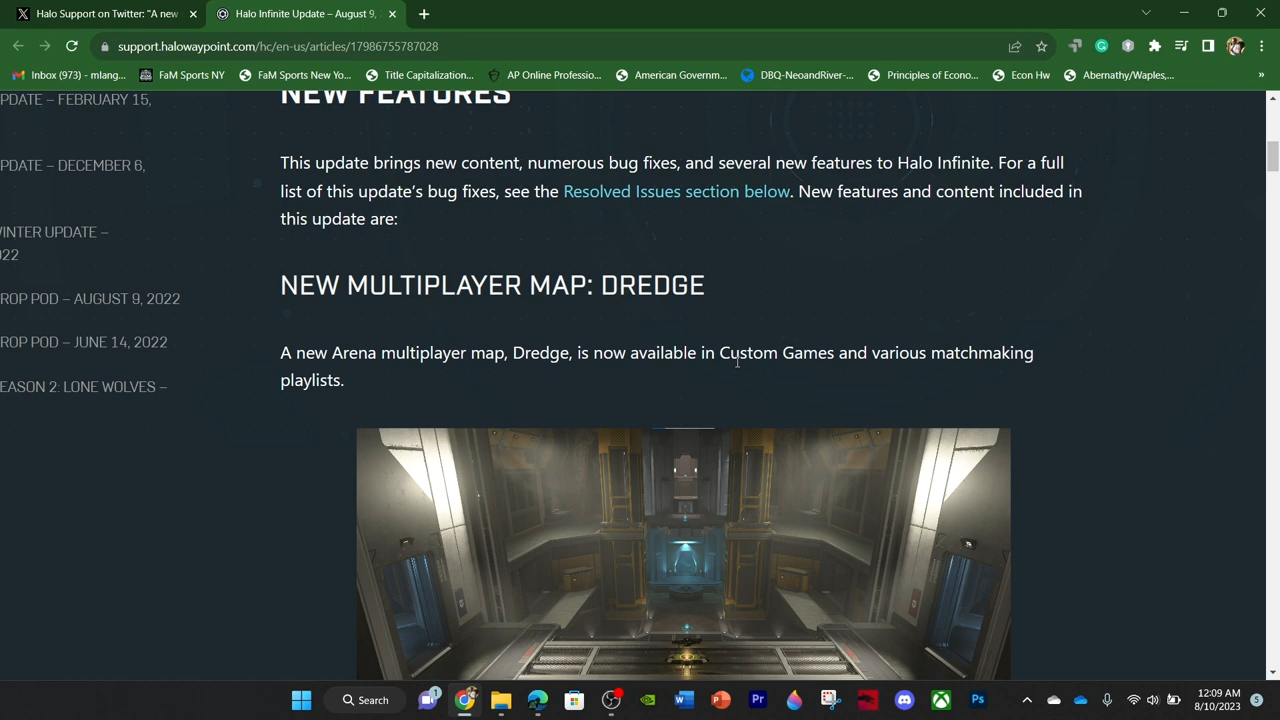 Halo Support on Twitter: "A new
Halo Infinite Update – August 9,
support.halowaypoint.com/hc/en-us/articles/17986755787028
Inbox (973) - mlang...
FaM Sports NY
FaM Sports New Yo...
Title Capitalization...
AP Online Professio...
American Governm...
DBQ-NeoandRiver-...
Principles of Econo...
Econ Hw
Abernathy/Waples,...
»
PDATE – FEBRUARY 15,
PDATE – DECEMBER 6,
INTER UPDATE –
022
ROP POD – AUGUST 9, 2022
ROP POD – JUNE 14, 2022
EASON 2: LONE WOLVES –
NEW FEATURES
This update brings new content, numerous bug fixes, and several new features to Halo Infinite. For a full
list of this update's bug fixes, see the Resolved Issues section below. New features and content included in
this update are:
NEW MULTIPLAYER MAP: DREDGE
A new Arena multiplayer map, Dredge, is now available in Custom Games and various matchmaking
playlists.
Search
1
12:09 AM
8/10/2023
5